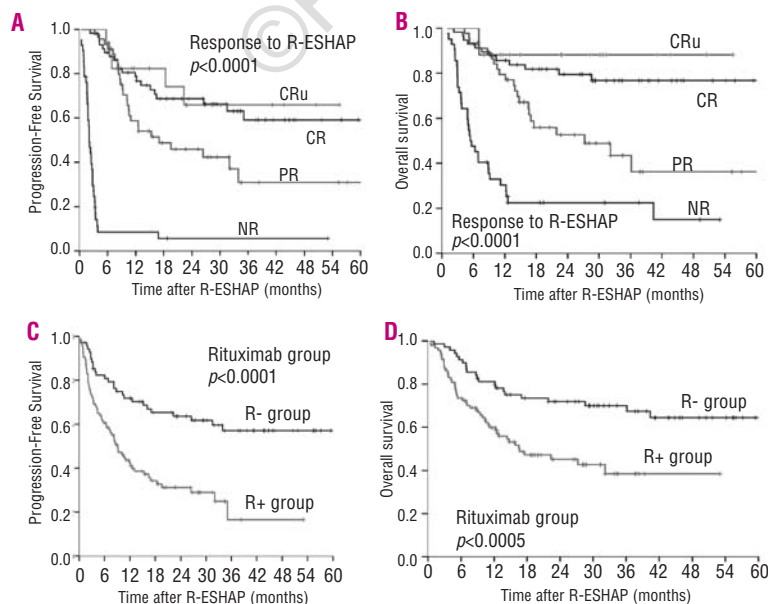 ©
A
Progression-Free Survival
1.0
0.8
0.6
0.4
0.2
0.0
Response to R-ESHAP
p<0.0001
CRu
CR
PR
NR
0 6 12 18 24 30 36 42 48 54 60
Time after R-ESHAP (months)
B
Overall survival
1.0
0.8
0.6
0.4
0.2
0.0
CRu
CR
PR
NR
Response to R-ESHAP
p<0.0001
0 6 12 18 24 30 36 42 48 54 60
Time after R-ESHAP (months)
C
Progression-Free Survival
1.0
0.8
0.6
0.4
0.2
0.0
Rituximab group
p<0.0001
R- group
R+ group
0 6 12 18 24 30 36 42 48 54 60
Time after R-ESHAP (months)
D
Overall survival
1.0
0.8
0.6
0.4
0.2
0.0
R- group
R+ group
Rituximab group
p<0.0005
0 6 12 18 24 30 36 42 48 54 60
Time after R-ESHAP (months)